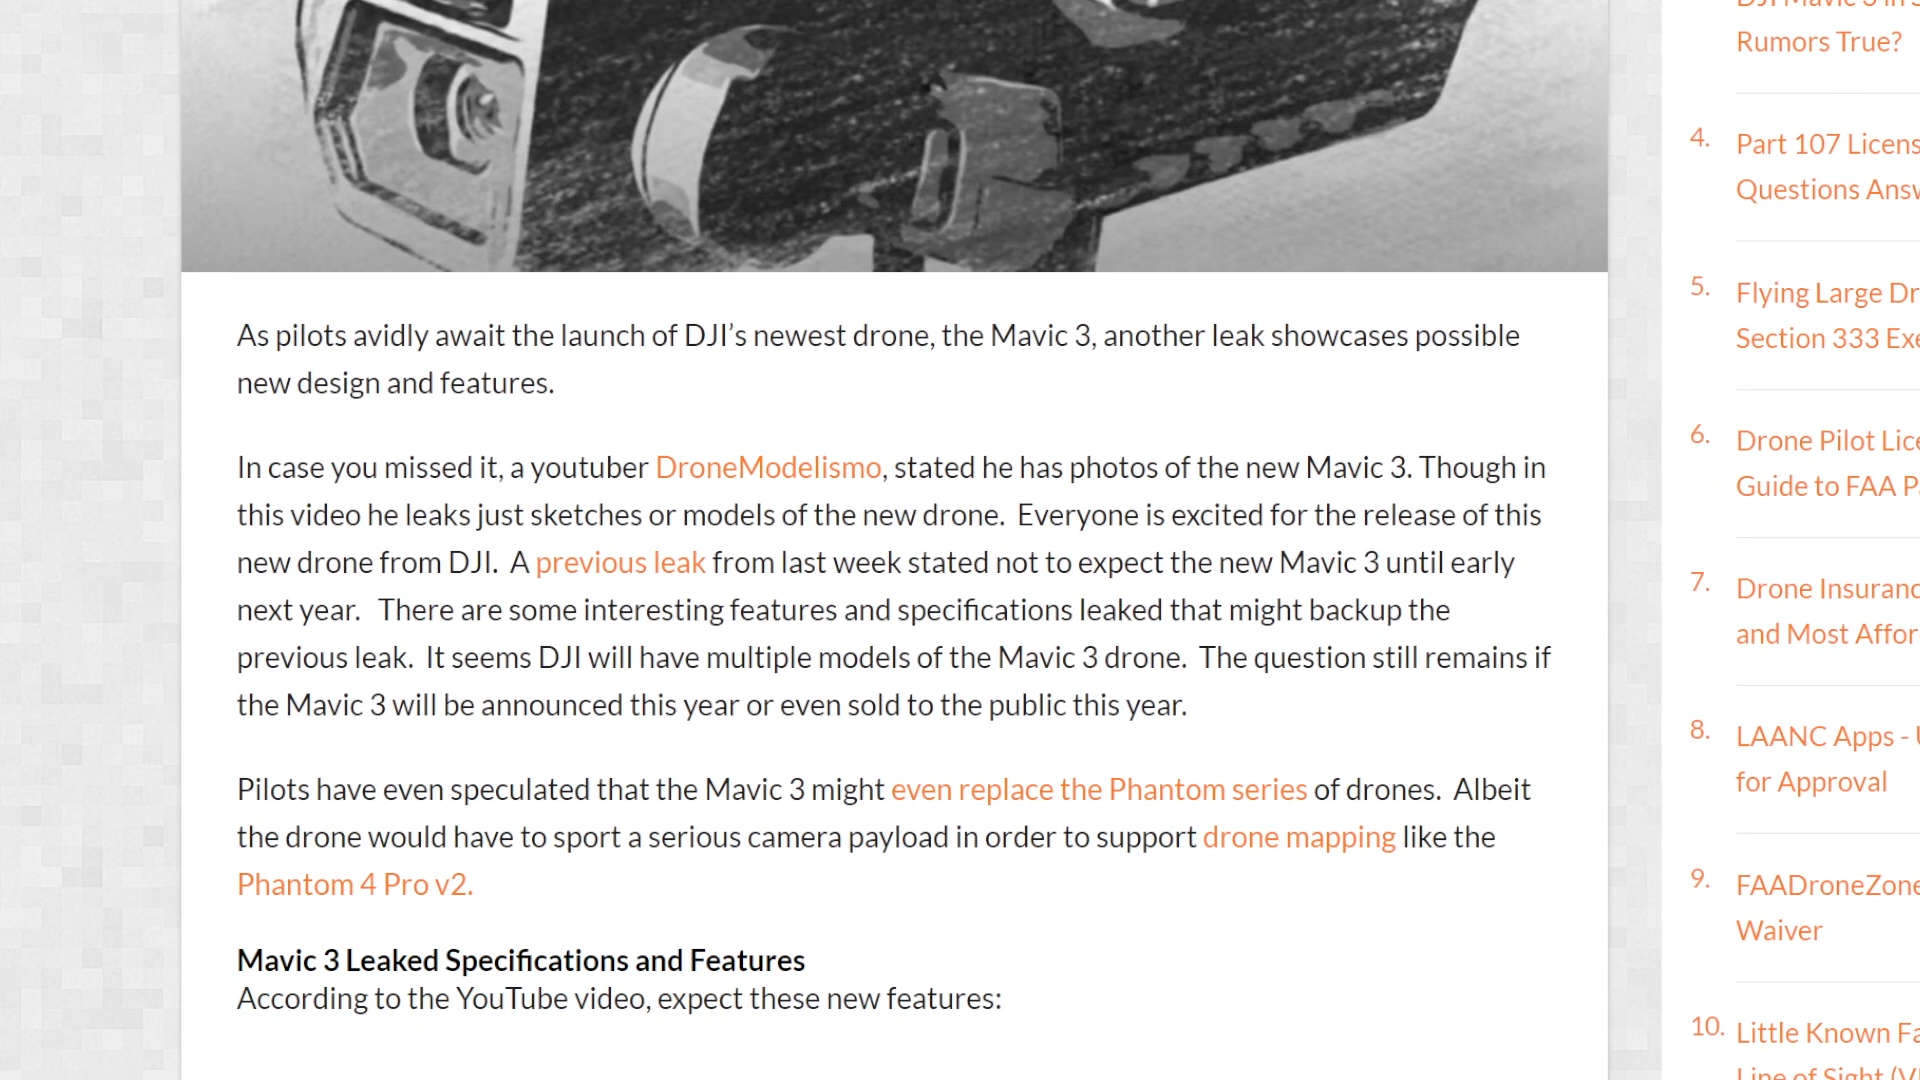 As pilots avidly await the launch of DJI’s newest drone, the Mavic 3, another leak showcases possible
new design and features.
In case you missed it, a youtuber DroneModelismo, stated he has photos of the new Mavic 3. Though in
this video he leaks just sketches or models of the new drone.  Everyone is excited for the release of this
new drone from DJI.  A previous leak from last week stated not to expect the new Mavic 3 until early
next year.   There are some interesting features and specifications leaked that might backup the
previous leak.  It seems DJI will have multiple models of the Mavic 3 drone.  The question still remains if
the Mavic 3 will be announced this year or even sold to the public this year.
Pilots have even speculated that the Mavic 3 might even replace the Phantom series of drones.  Albeit
the drone would have to sport a serious camera payload in order to support drone mapping like the
Phantom 4 Pro v2.
Mavic 3 Leaked Specifications and Features
According to the YouTube video, expect these new features:
DJI Mavic 3 in
Rumors True?
4. Part 107
Questions
5. Flying Large
Section 333
6. Drone Pilot
Guide to FAA
7. Drone
and Most
8. LAANC Apps -
for Approval
9. FAADroneZone
Waiver
10. Little Known
Line of Sight